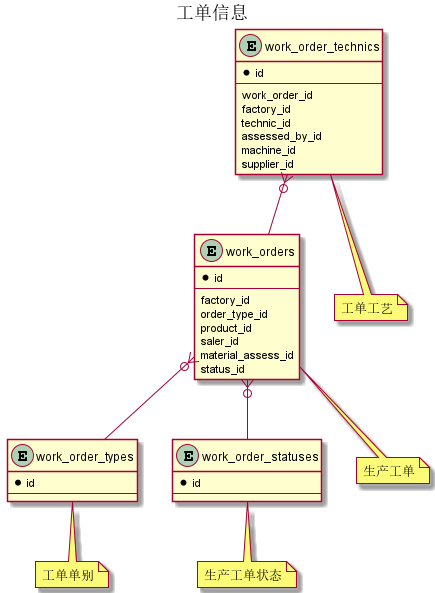 工单信息
E work_order_technics
id
work_order_id
factory_id
technic_id
assessed_by_id
machine_id
supplier_id
E work_orders
id
factory_id
order_type_id
product_id
saler_id
material_assess_id
status_id
工单工艺
E work_order_types
id
E work_order_statuses
id
生产工单
工单单别
生产工单状态